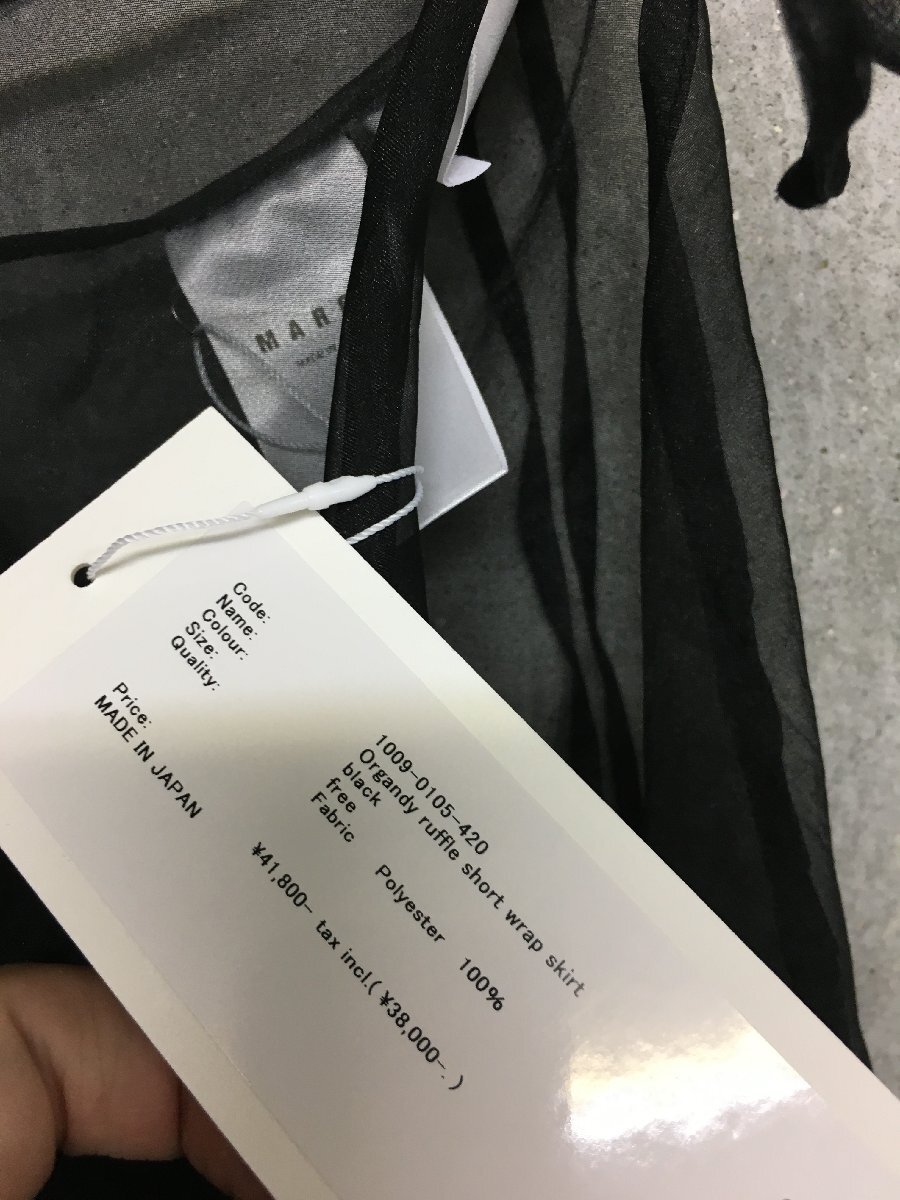 Code: 1009-0105-420
Name: Organdy ruffle short wrap skirt
Colour: black
Size: free
Quality: Fabric Polyester 100%
Price: ¥41,800- tax incl.( ¥38,000-. )
MADE IN JAPAN